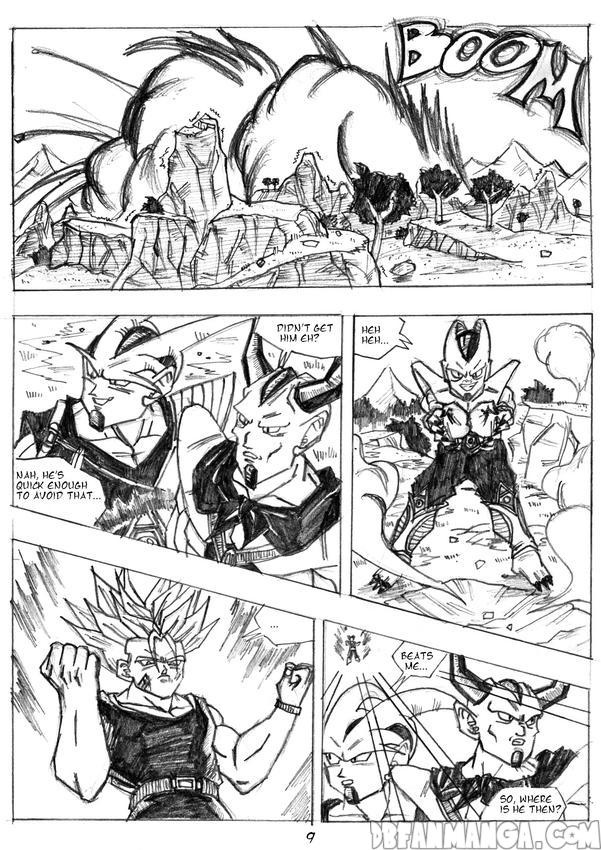 BOOM
DIDN'T GET
HIM EH?
NAH, HE'S
QUICK ENOUGH
TO AVOID THAT...
HEH
HEH...
BEATS
ME...
SO, WHERE
IS HE THEN?
9
DBFANMANGA.COM